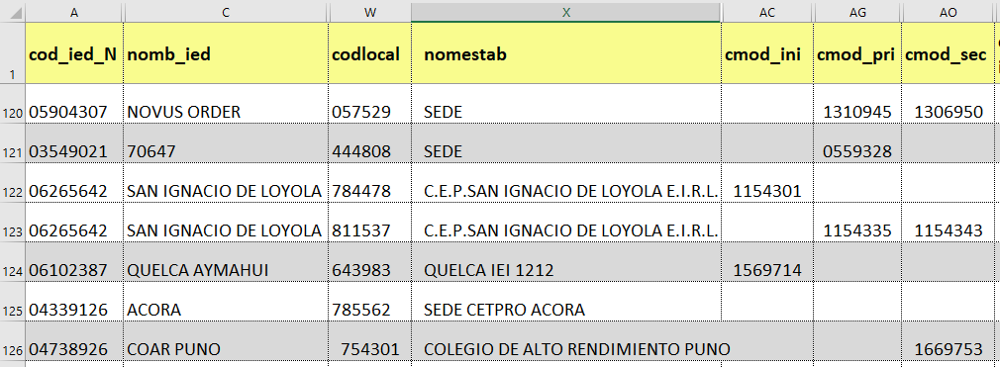 A C W X AC AG AO
1 cod_ied_N nomb_ied codlocal nomestab cmod_ini cmod_pri cmod_sec
120 05904307 NOVUS ORDER 057529 SEDE 1310945 1306950
121 03549021 70647 444808 SEDE 0559328
122 06265642 SAN IGNACIO DE LOYOLA 784478 C.E.P.SAN IGNACIO DE LOYOLA E.I.R.L. 1154301
123 06265642 SAN IGNACIO DE LOYOLA 811537 C.E.P.SAN IGNACIO DE LOYOLA E.I.R.L. 1154335 1154343
124 06102387 QUELCA AYMAHUI 643983 QUELCA IEI 1212 1569714
125 04339126 ACORA 785562 SEDE CETPRO ACORA
126 04738926 COAR PUNO 754301 COLEGIO DE ALTO RENDIMIENTO PUNO 1669753